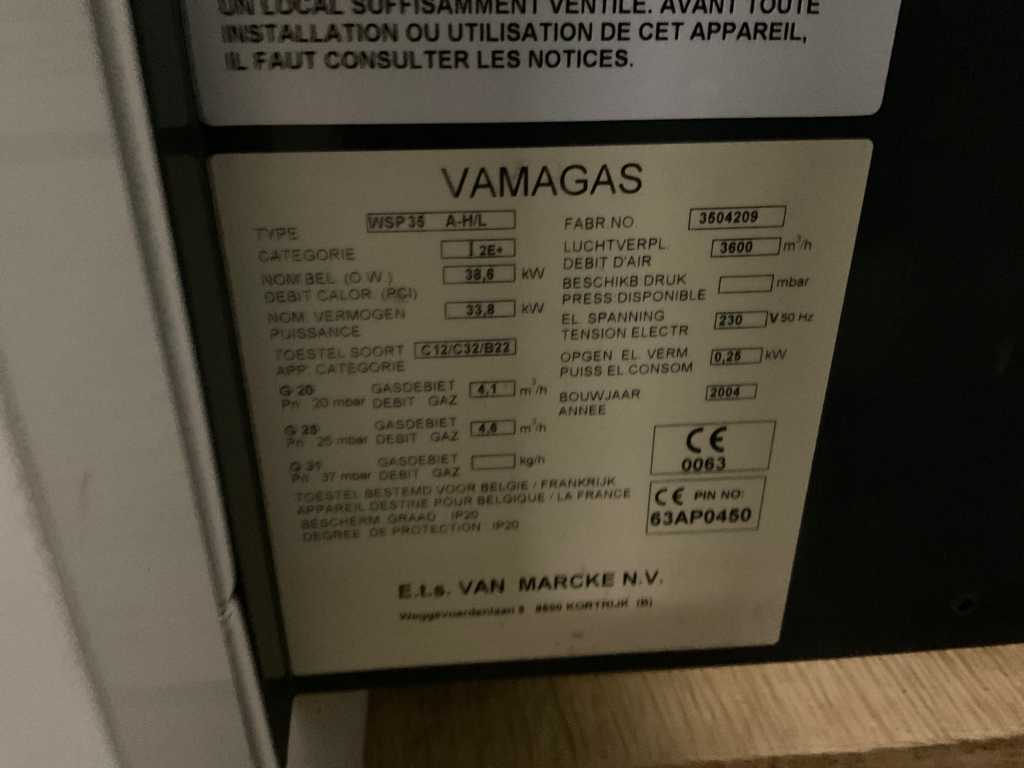 UN LOCAL SUFFISAMMENT VENTILE. AVANT TOUTE
INSTALLATION OU UTILISATION DE CET APPAREIL,
IL FAUT CONSULTER LES NOTICES.
VAMAGAS
TYPE WSP35 A-H/L
CATEGORIE I 2E+
NOM.BEL. (O.W.) 38,6 kW
DEBIT CALOR. (PCI)
NOM. VERMOGEN 33,8 kW
PUISSANCE
TOESTEL SOORT C12/C32/B22
APP. CATEGORIE
G 20 GASDEBIET 4,1 m³/h
Pn 20 mbar DEBIT GAZ
G 25 GASDEBIET 4,6 m³/h
Pn 25 mbar DEBIT GAZ
G 31 GASDEBIET kg/h
Pn 37 mbar DEBIT GAZ
TOESTEL BESTEMD VOOR BELGIE / FRANKRIJK
APPAREIL DESTINE POUR BELGIQUE / LA FRANCE
BESCHERM. GRAAD IP20
DEGREE DE PROTECTION IP20
FABR.NO. 3504209
LUCHTVERPL. 3600 m³/h
DEBIT D'AIR
BESCHIKB DRUK mbar
PRESS.DISPONIBLE
EL. SPANNING 230 V 50 Hz
TENSION ELECTR
OPGEN. EL. VERM 0,25 kW
PUISS EL.CONSOM
BOUWJAAR 2004
ANNEE
CE
0063
CE PIN NO:
63AP0450
E.t.s. VAN MARCKE N.V.
8500 KORTRIJK (B)